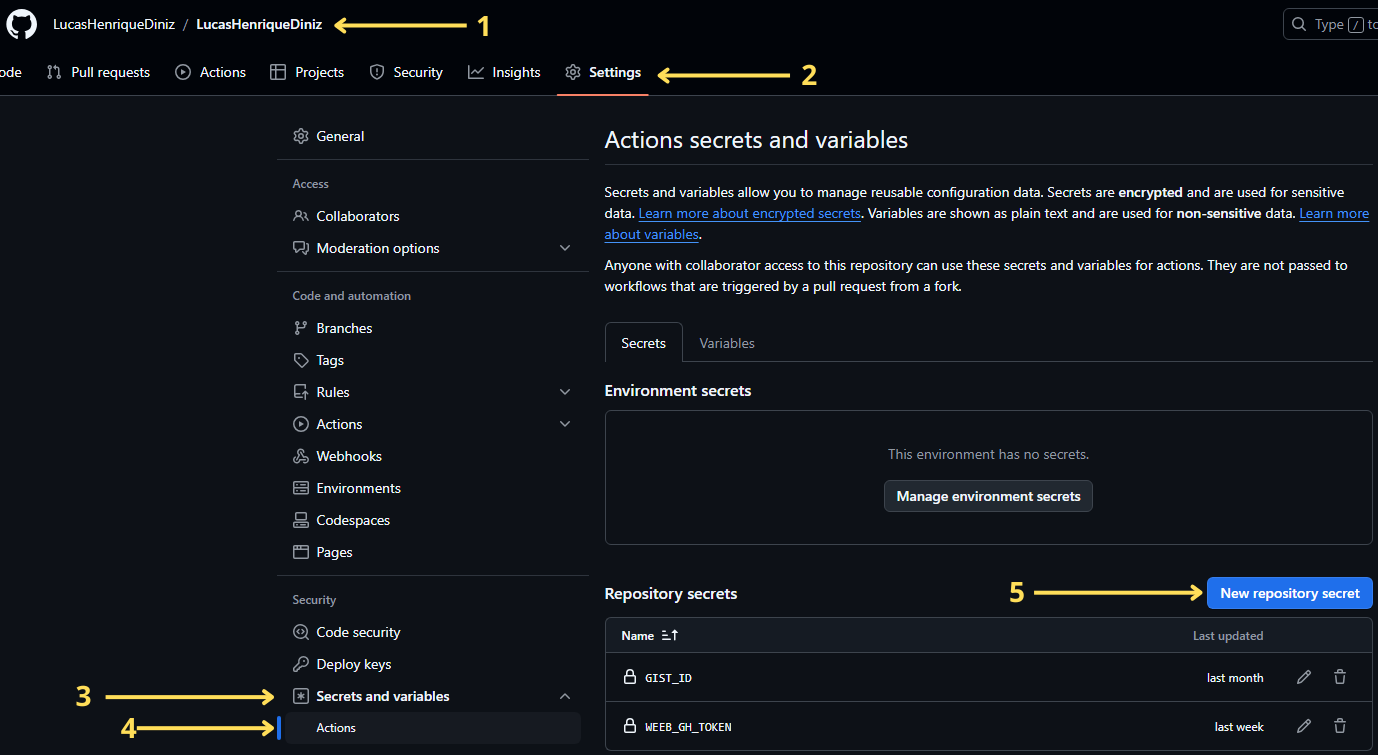 LucasHenriqueDiniz / LucasHenriqueDiniz 1
Type / to
ode Pull requests Actions Projects Security Insights Settings 2
General
Access
Collaborators
Moderation options
Code and automation
Branches
Tags
Rules
Actions
Webhooks
Environments
Codespaces
Pages
Security
Code security
Deploy keys
3 Secrets and variables
4 Actions
Actions secrets and variables
Secrets and variables allow you to manage reusable configuration data. Secrets are encrypted and are used for sensitive
data. Learn more about encrypted secrets. Variables are shown as plain text and are used for non-sensitive data. Learn more
about variables.
Anyone with collaborator access to this repository can use these secrets and variables for actions. They are not passed to
workflows that are triggered by a pull request from a fork.
Secrets Variables
Environment secrets
This environment has no secrets.
Manage environment secrets
Repository secrets 5 New repository secret
Name Last updated
GIST_ID last month
WEEB_GH_TOKEN last week